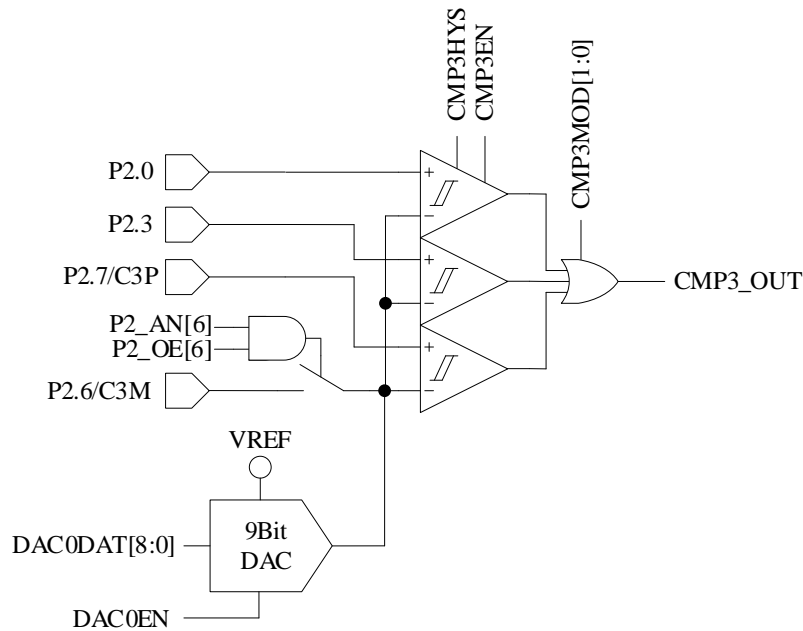 CMP3HYS
CMP3EN
CMP3MOD[1:0]
P2.0
+
−
P2.3
+
−
P2.7/C3P
CMP3_OUT
P2_AN[6]
P2_OE[6]
+
−
P2.6/C3M
VREF
DAC0DAT[8:0]
9Bit
DAC
DAC0EN